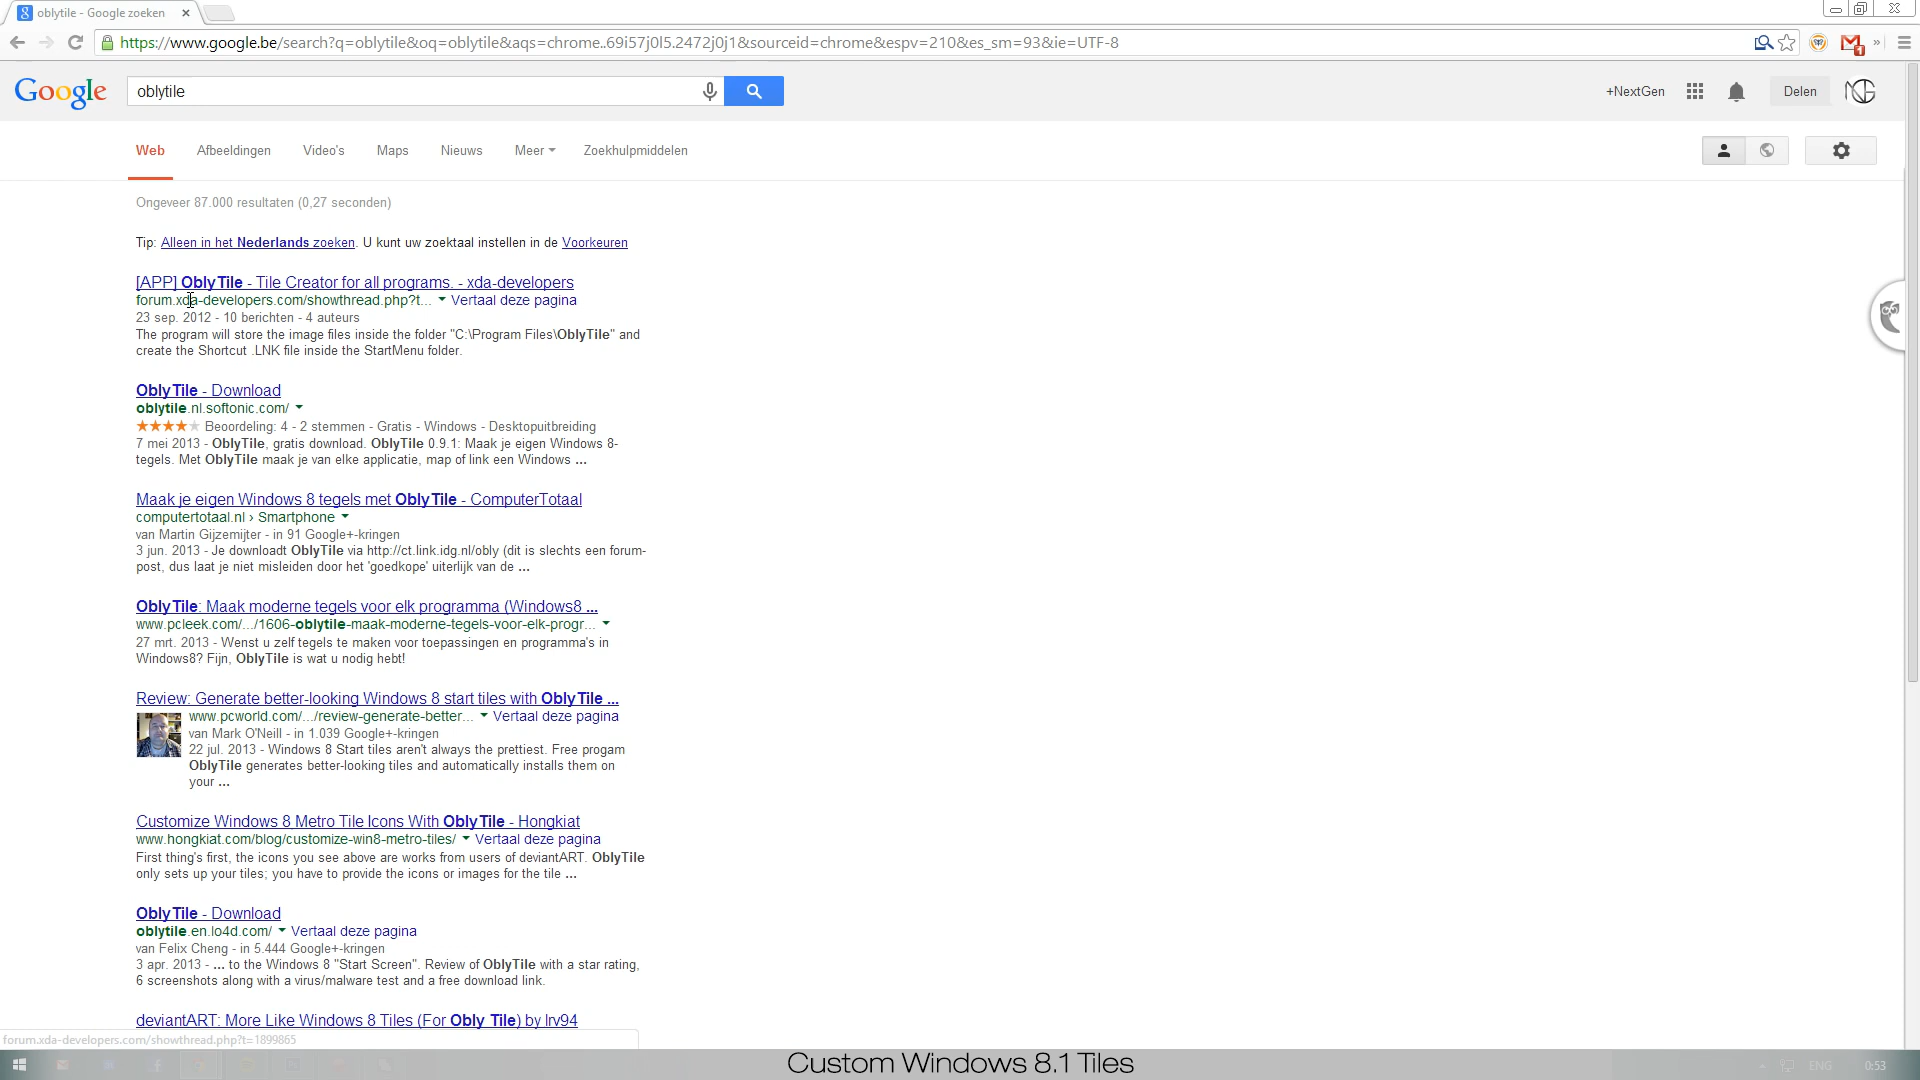 oblytile - Google zoeken
https://www.google.be/search?q=oblytile&oq=oblytile&aqs=chrome..69i57j0l5.2472j0j1&sourceid=chrome&espv=210&es_sm=93&ie=UTF-8
Google
oblytile
+NextGen
Delen
Web Afbeeldingen Video's Maps Nieuws Meer Zoekhulpmiddelen
Ongeveer 87.000 resultaten (0,27 seconden)
Tip: Alleen in het Nederlands zoeken. U kunt uw zoektaal instellen in de Voorkeuren
[APP] OblyTile - Tile Creator for all programs. - xda-developers
forum.xda-developers.com/showthread.php?t... Vertaal deze pagina
23 sep. 2012 - 10 berichten - 4 auteurs
The program will store the image files inside the folder "C:\Program Files\OblyTile" and
create the Shortcut .LNK file inside the StartMenu folder.
OblyTile - Download
oblytile.nl.softonic.com/
Beoordeling: 4 - 2 stemmen - Gratis - Windows - Desktopuitbreiding
7 mei 2013 - OblyTile, gratis download. OblyTile 0.9.1: Maak je eigen Windows 8-
tegels. Met OblyTile maak je van elke applicatie, map of link een Windows ...
Maak je eigen Windows 8 tegels met OblyTile - ComputerTotaal
computertotaal.nl › Smartphone
van Martin Gijzemijter - in 91 Google+-kringen
3 jun. 2013 - Je downloadt OblyTile via http://ct.link.idg.nl/obly (dit is slechts een forum-
post, dus laat je niet misleiden door het 'goedkope' uiterlijk van de ...
OblyTile: Maak moderne tegels voor elk programma (Windows8 ...
www.pcleek.com/.../1606-oblytile-maak-moderne-tegels-voor-elk-progr...
27 mrt. 2013 - Wenst u zelf tegels te maken voor toepassingen en programma's in
Windows8? Fijn, OblyTile is wat u nodig hebt!
Review: Generate better-looking Windows 8 start tiles with OblyTile ...
www.pcworld.com/.../review-generate-better... Vertaal deze pagina
van Mark O'Neill - in 1.039 Google+-kringen
22 jul. 2013 - Windows 8 Start tiles aren't always the prettiest. Free progam
OblyTile generates better-looking tiles and automatically installs them on
your ...
Customize Windows 8 Metro Tile Icons With OblyTile - Hongkiat
www.hongkiat.com/blog/customize-win8-metro-tiles/ Vertaal deze pagina
First thing's first, the icons you see above are works from users of deviantART. OblyTile
only sets up your tiles; you have to provide the icons or images for the tile ...
OblyTile - Download
oblytile.en.lo4d.com/ Vertaal deze pagina
van Felix Cheng - in 5.444 Google+-kringen
3 apr. 2013 - ... to the Windows 8 "Start Screen". Review of OblyTile with a star rating,
6 screenshots along with a virus/malware test and a free download link.
deviantART: More Like Windows 8 Tiles (For Obly Tile) by lrv94
forum.xda-developers.com/showthread.php?t=1899865
Custom Windows 8.1 Tiles
ENG
0:53